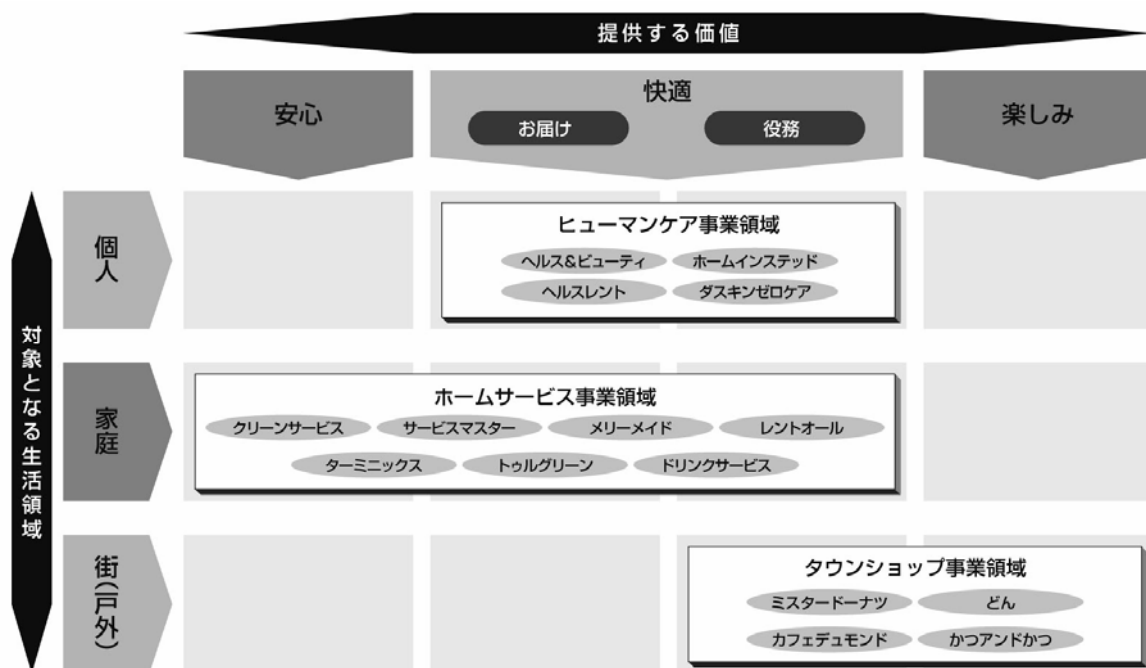 提供する価値
安心
快適
お届け
役務
楽しみ
対象となる生活領域
個人
ヒューマンケア事業領域
ヘルス&ビューティ
ホームインステッド
ヘルスレント
ダスキンゼロケア
家庭
ホームサービス事業領域
クリーンサービス
サービスマスター
メリーメイド
レントオール
ターミニックス
トゥルグリーン
ドリンクサービス
街(戸外)
タウンショップ事業領域
ミスタードーナツ
どん
カフェデュモンド
かつアンドかつ